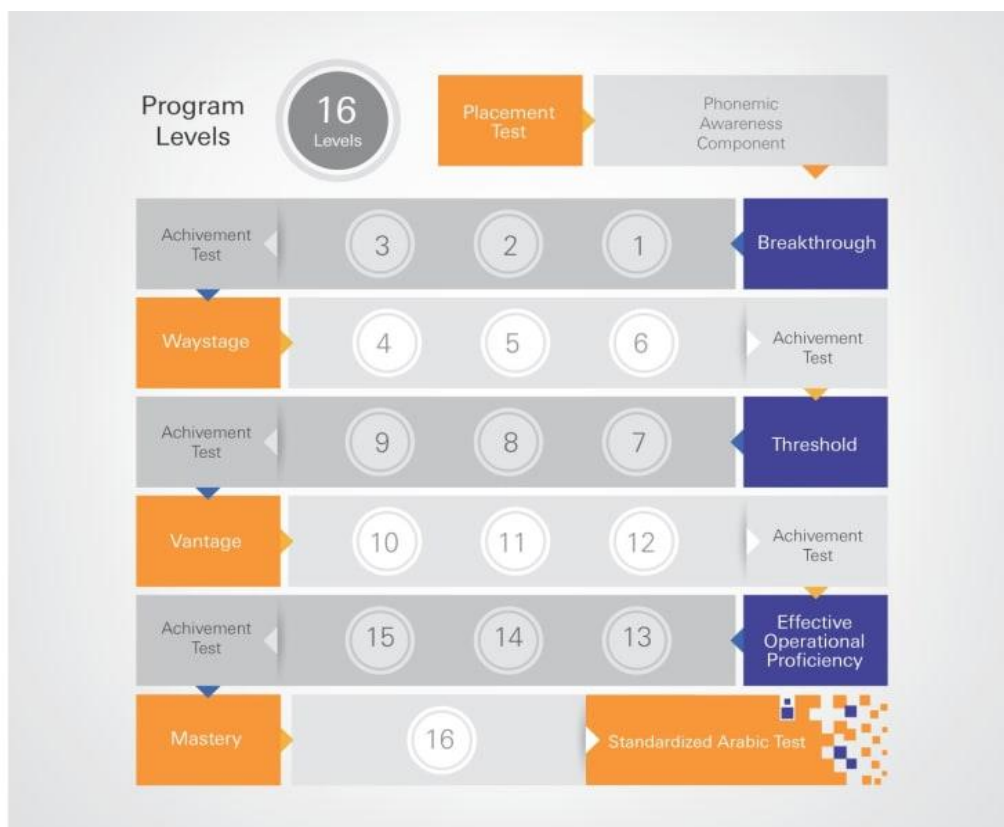 Program
Levels
16
Levels
Placement
Test
Phonemic
Awareness
Component
Breakthrough
1
2
3
Achivement
Test
Waystage
4
5
6
Achivement
Test
Threshold
7
8
9
Achivement
Test
Vantage
10
11
12
Achivement
Test
Effective
Operational
Proficiency
13
14
15
Achivement
Test
Mastery
16
Standardized Arabic Test